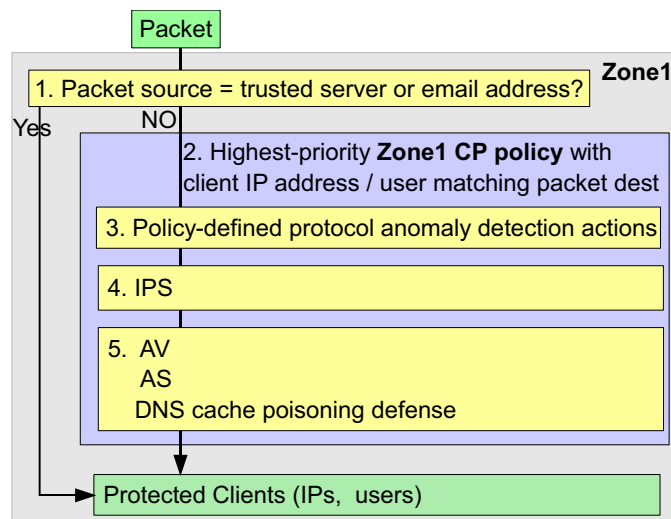 Packet
Zone1
1. Packet source = trusted server or email address?
Yes
NO
2. Highest-priority Zone1 CP policy with
client IP address / user matching packet dest
3. Policy-defined protocol anomaly detection actions
4. IPS
5. AV
AS
DNS cache poisoning defense
Protected Clients (IPs, users)